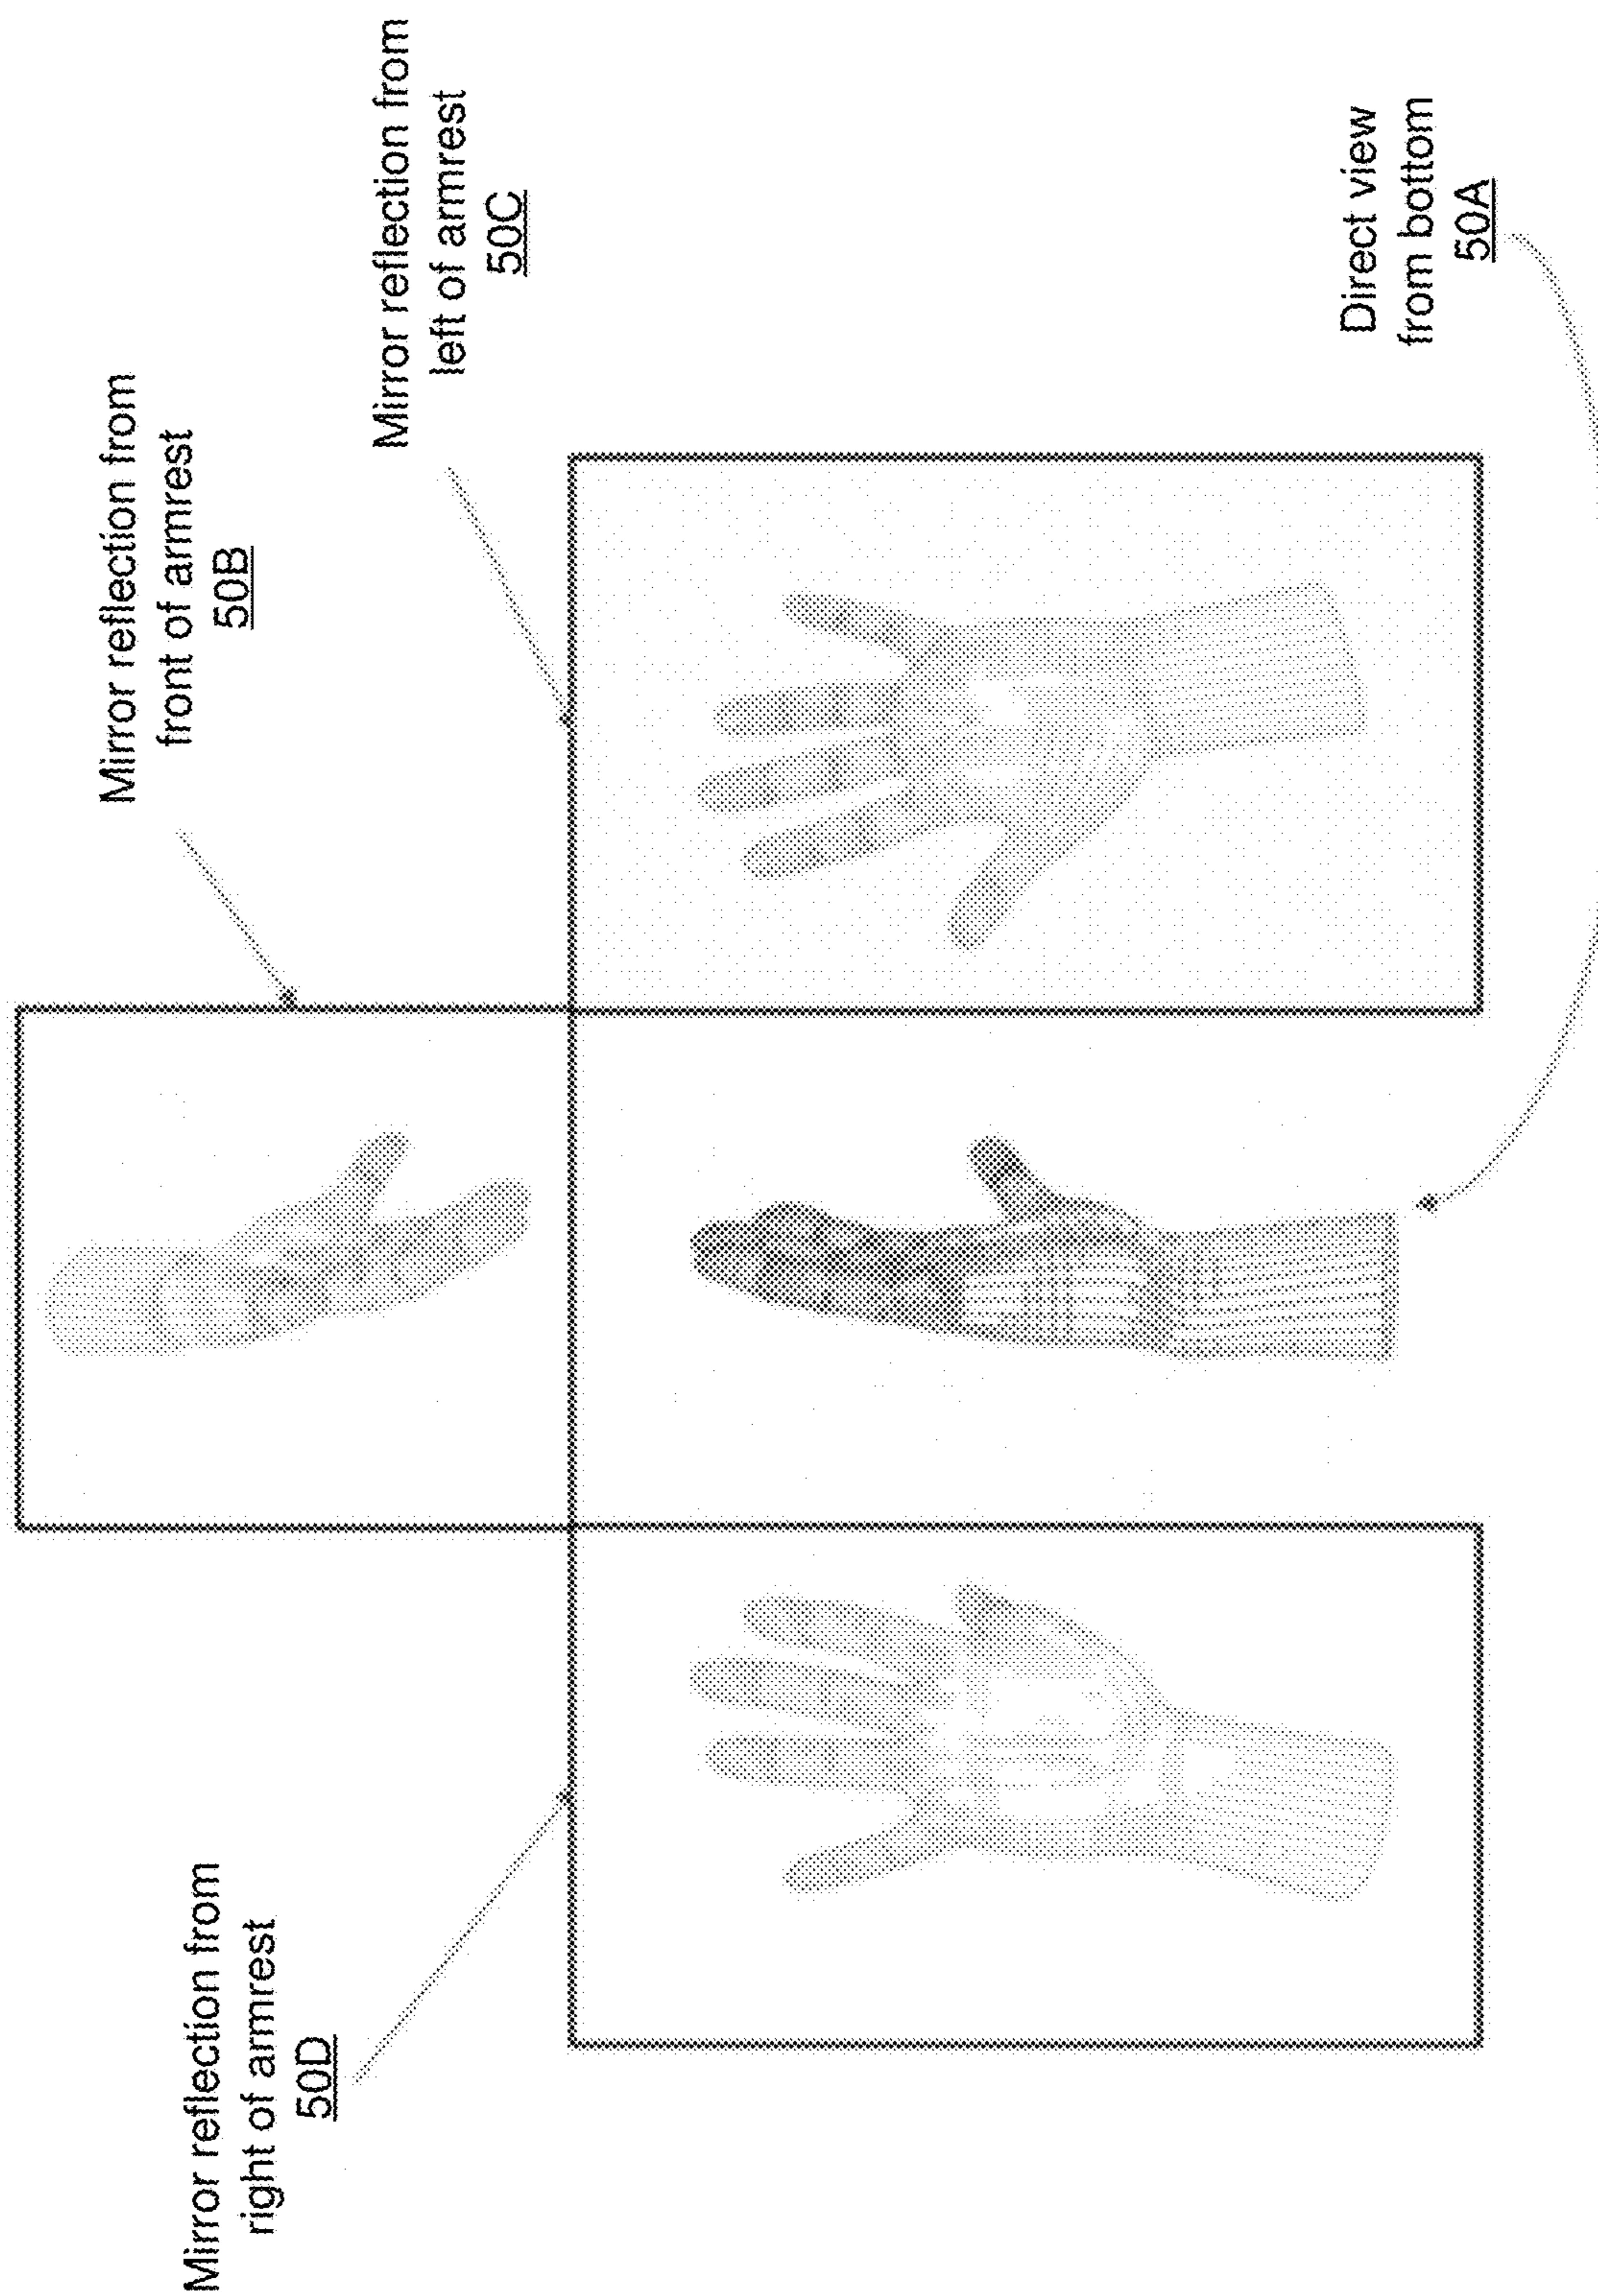 Mirror reflection from
right of armrest
50D
Mirror reflection from
front of armrest
50B
Mirror reflection from
left of armrest
50C
Direct view
from bottom
50A